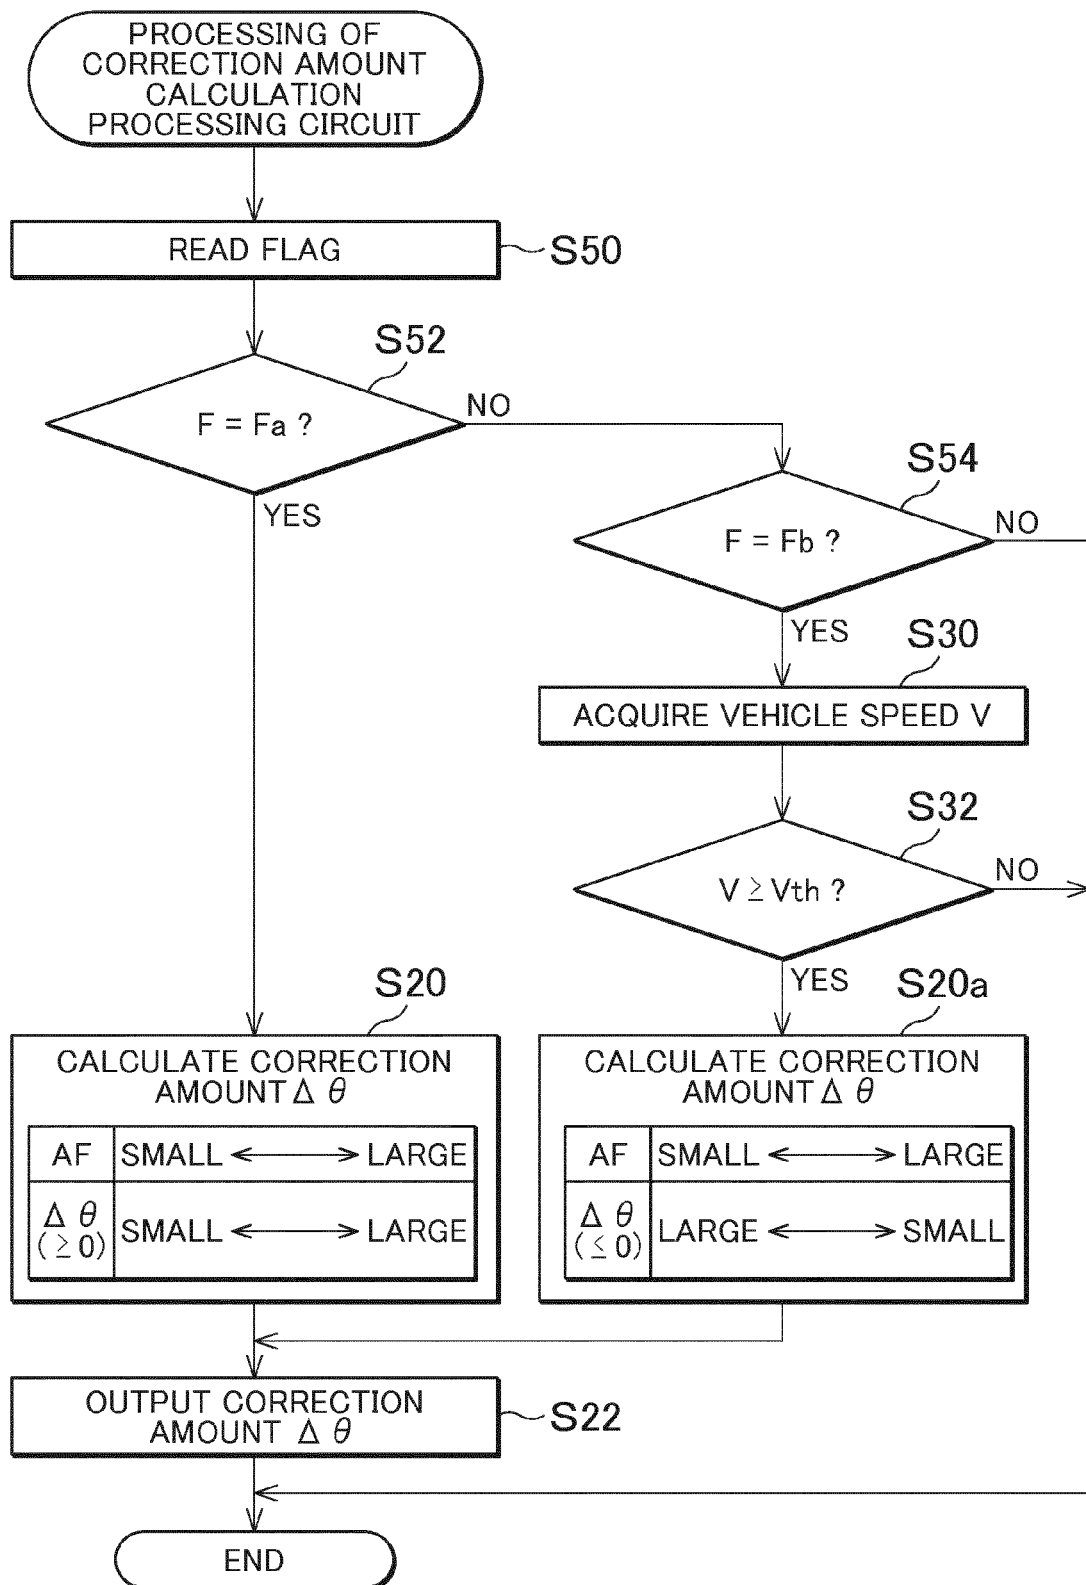 PROCESSING OF
CORRECTION AMOUNT
CALCULATION
PROCESSING CIRCUIT
READ FLAG
S50
S52
F = Fa ?
NO
YES
S54
F = Fb ?
NO
YES
S30
ACQUIRE VEHICLE SPEED V
S32
V ≥ Vth ?
NO
YES
S20
CALCULATE CORRECTION
AMOUNT Δ θ
AF SMALL ⟷ LARGE
Δ θ
(≥0) SMALL ⟷ LARGE
S20a
CALCULATE CORRECTION
AMOUNT Δ θ
AF SMALL ⟷ LARGE
Δ θ
(≤0) LARGE ⟷ SMALL
OUTPUT CORRECTION
AMOUNT Δ θ
S22
END